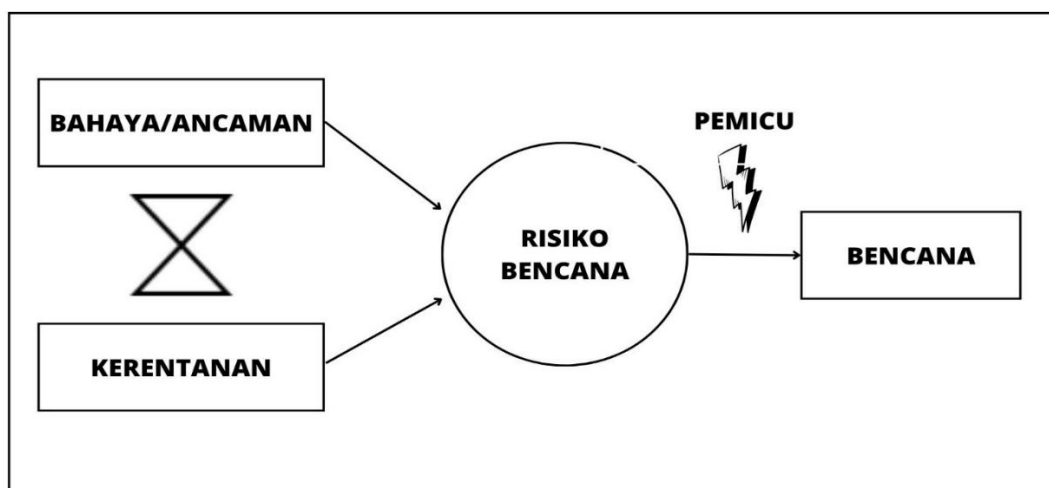 BAHAYA/ANCAMAN
PEMICU
RISIKO
BENCANA
BENCANA
KERENTANAN